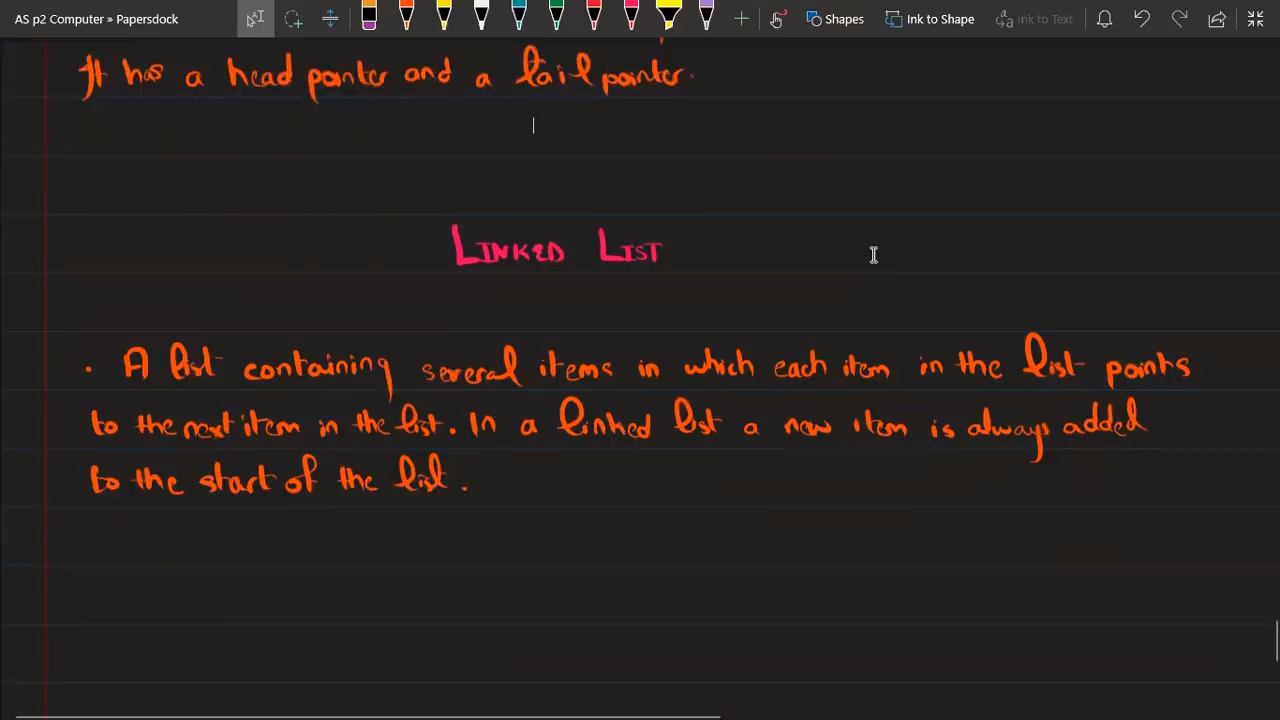 AS p2 Computer » Papersdock
Shapes
Ink to Shape
Ink to Text
It has a head pointer and a tail pointer.
LINKED LIST
. A list containing several items in which each item in the list points
to the next item in the list. In a linked list a new item is always added
to the start of the list.